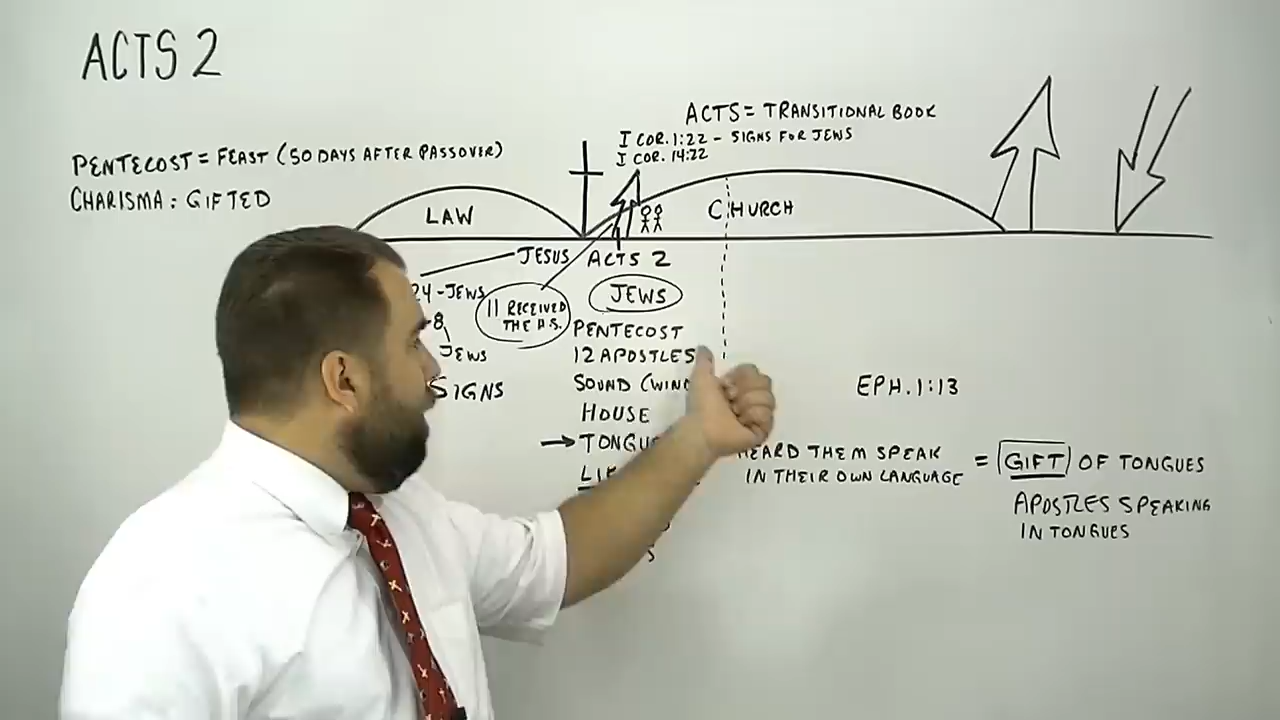 ACTS 2
ACTS = TRANSITIONAL BOOK
I COR. 1:22 - SIGNS FOR JEWS
I COR. 14:22
PENTECOST = FEAST (50 DAYS AFTER PASSOVER)
CHARISMA: GIFTED
LAW
CHURCH
JESUS
ACTS 2
24 - JEWS
11 RECEIVED
THE H.S.
JEWS
-8
JEWS
SIGNS
PENTECOST
12 APOSTLES
SOUND
HOUSE
EPH. 1:13
HEARD THEM SPEAK
IN THEIR OWN LANGUAGE
= GIFT OF TONGUES
APOSTLES SPEAKING
IN TONGUES